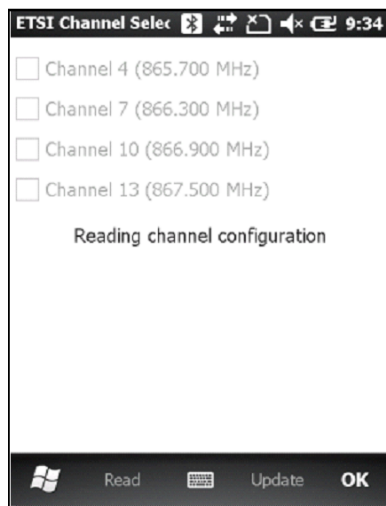 ETSI Channel Selec 9:34
Channel 4 (865.700 MHz)
Channel 7 (866.300 MHz)
Channel 10 (866.900 MHz)
Channel 13 (867.500 MHz)
Reading channel configuration
Read Update OK